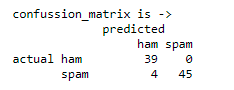 confussion_matrix is ->
predicted
ham spam
actual ham 39 0
spam 4 45